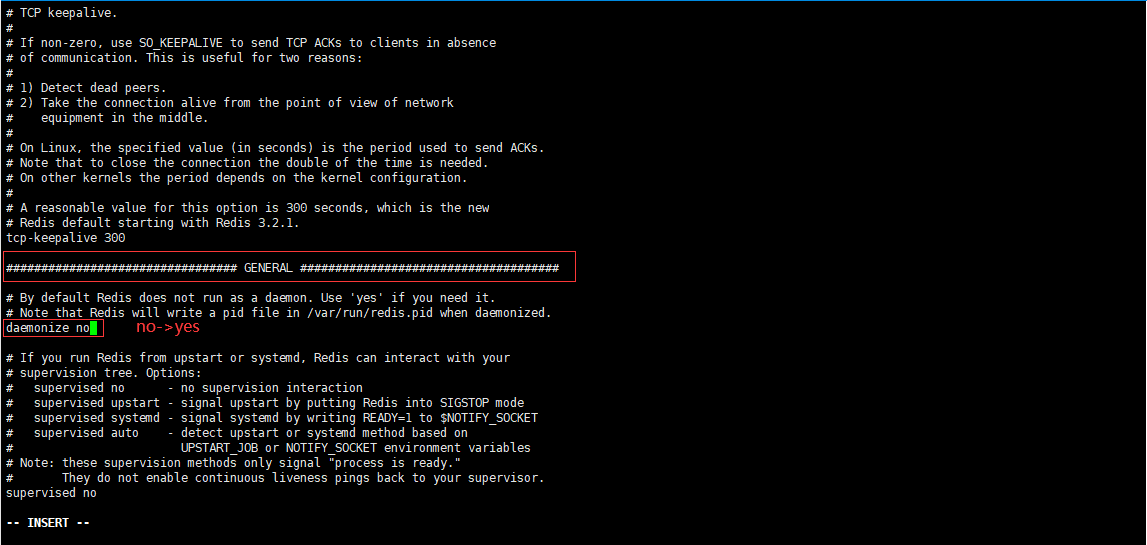 # TCP keepalive.
#
# If non-zero, use SO_KEEPALIVE to send TCP ACKs to clients in absence
# of communication. This is useful for two reasons:
#
# 1) Detect dead peers.
# 2) Take the connection alive from the point of view of network
#    equipment in the middle.
#
# On Linux, the specified value (in seconds) is the period used to send ACKs.
# Note that to close the connection the double of the time is needed.
# On other kernels the period depends on the kernel configuration.
#
# A reasonable value for this option is 300 seconds, which is the new
# Redis default starting with Redis 3.2.1.
tcp-keepalive 300
################################# GENERAL #####################################
# By default Redis does not run as a daemon. Use 'yes' if you need it.
# Note that Redis will write a pid file in /var/run/redis.pid when daemonized.
daemonize no no->yes
# If you run Redis from upstart or systemd, Redis can interact with your
# supervision tree. Options:
#   supervised no      - no supervision interaction
#   supervised upstart - signal upstart by putting Redis into SIGSTOP mode
#   supervised systemd - signal systemd by writing READY=1 to $NOTIFY_SOCKET
#   supervised auto    - detect upstart or systemd method based on
#                        UPSTART_JOB or NOTIFY_SOCKET environment variables
# Note: these supervision methods only signal "process is ready."
#       They do not enable continuous liveness pings back to your supervisor.
supervised no
-- INSERT --